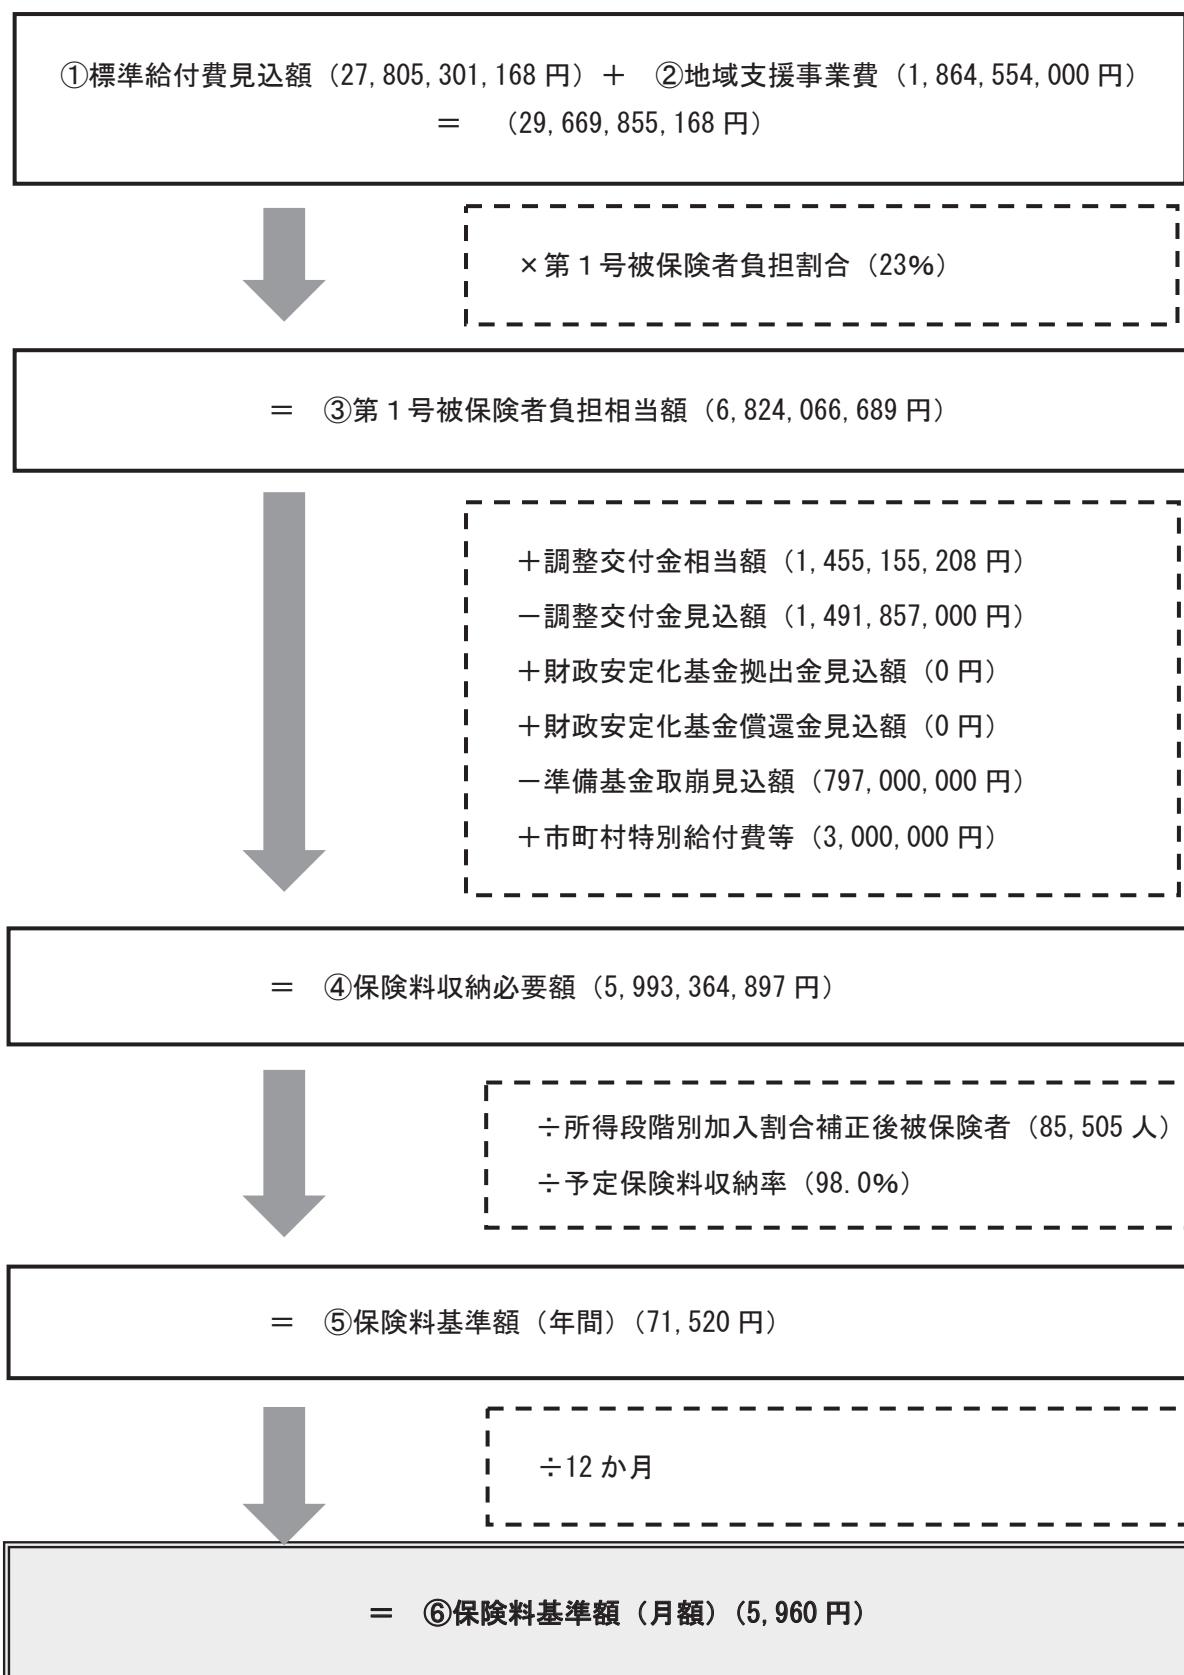 ①標準給付費見込額（27,805,301,168 円）＋　②地域支援事業費（1,864,554,000 円）
＝　（29,669,855,168 円）
×第１号被保険者負担割合（23%）
＝　③第１号被保険者負担相当額（6,824,066,689 円）
＋調整交付金相当額（1,455,155,208 円）
－調整交付金見込額（1,491,857,000 円）
＋財政安定化基金拠出金見込額（0 円）
＋財政安定化基金償還金見込額（0 円）
－準備基金取崩見込額（797,000,000 円）
＋市町村特別給付費等（3,000,000 円）
＝　④保険料収納必要額（5,993,364,897 円）
÷所得段階別加入割合補正後被保険者（85,505 人）
÷予定保険料収納率（98.0%）
＝　⑤保険料基準額（年間）（71,520 円）
÷12 か月
＝　⑥保険料基準額（月額）（5,960 円）